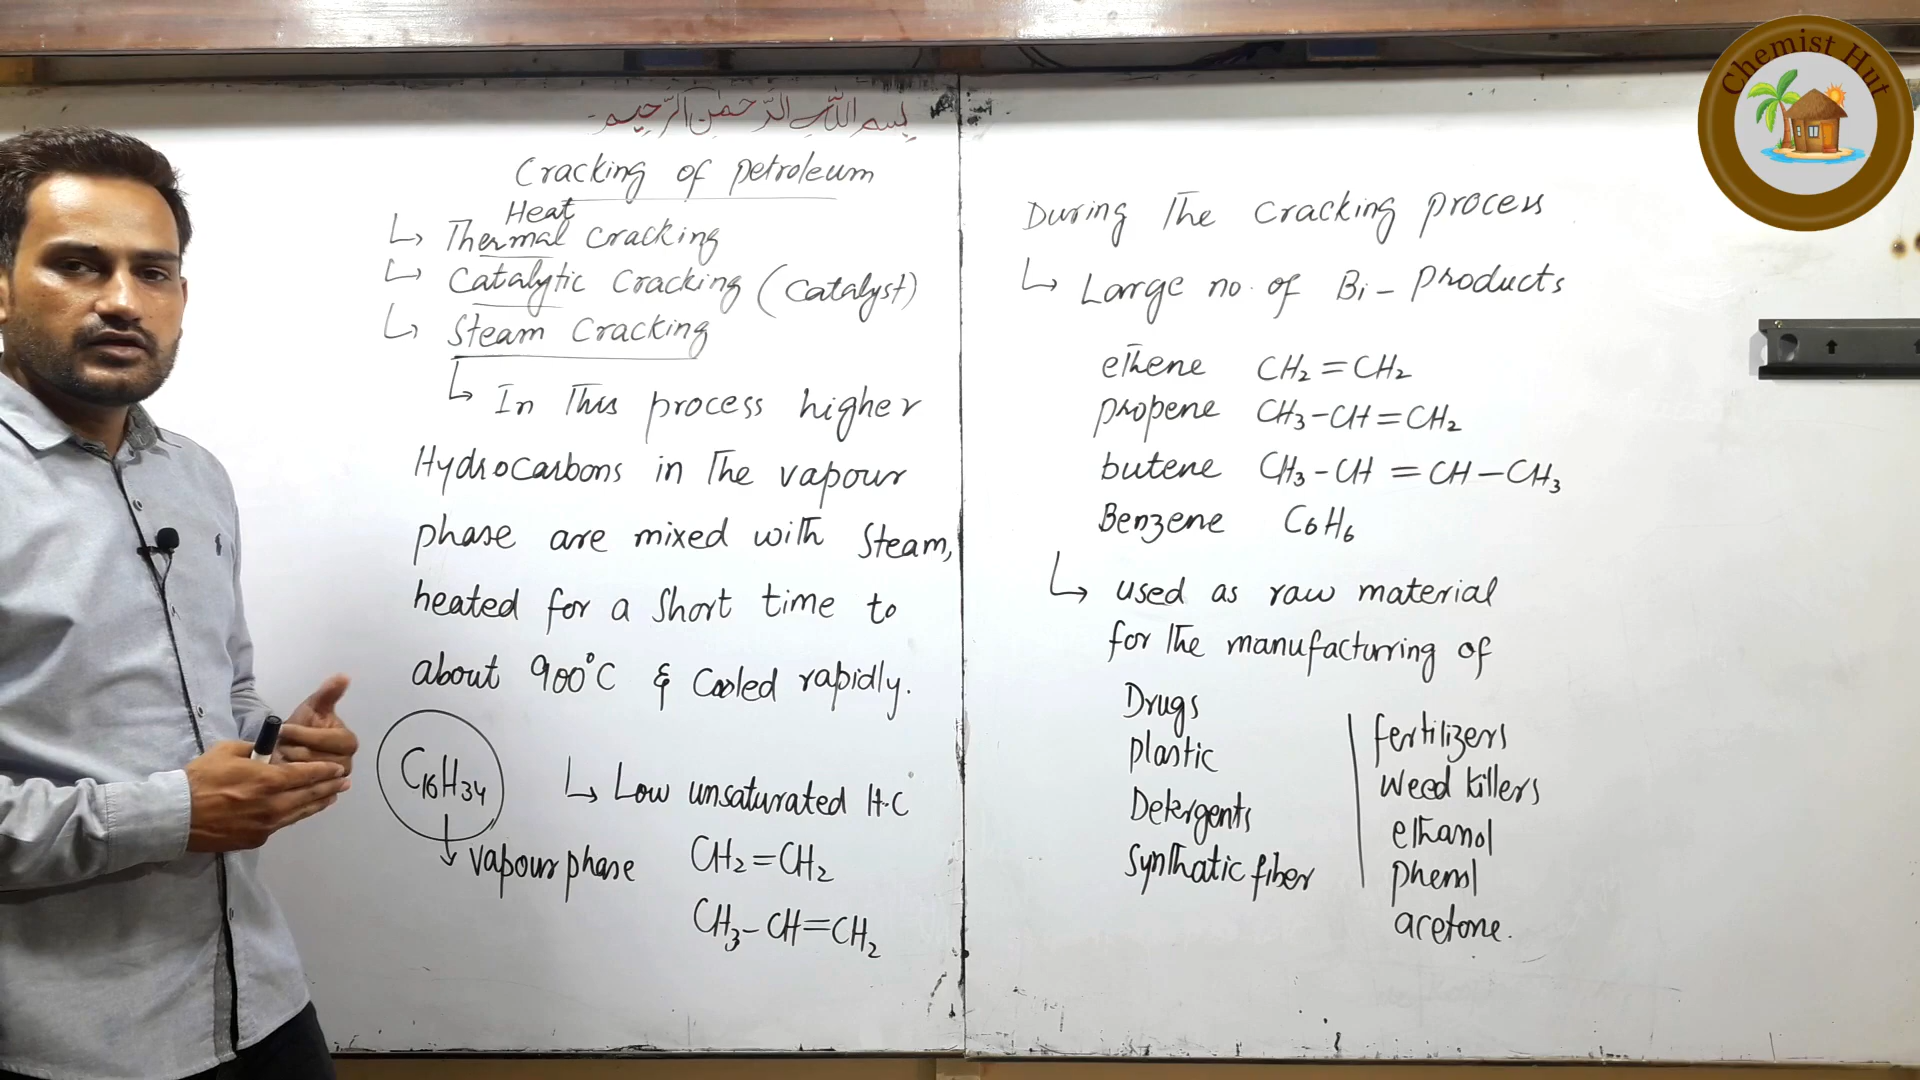 بسم اللہ الرحمن الرحیم
Cracking of petroleum
Heat
↳ Thermal cracking
↳ Catalytic Cracking (Catalyst)
↳ Steam Cracking
↳ In This process higher
Hydrocarbons in The vapour
phase are mixed with Steam,
heated for a Short time to
about 900°C & Cooled rapidly.
C₁₆H₃₄
↓ vapour phase
↳ Low unsaturated H.C
CH₂=CH₂
CH₃-CH=CH₂
During The Cracking process
↳ Large no. of Bi-products
ethene CH₂=CH₂
propene CH₃-CH=CH₂
butene CH₃-CH=CH-CH₃
Benzene C₆H₆
↳ used as raw material
for The manufacturring of
Drugs
plastic
Detergents
Synthatic fiber
fertilizers
weed killers
ethanol
phenol
acetone.
Chemist Hut